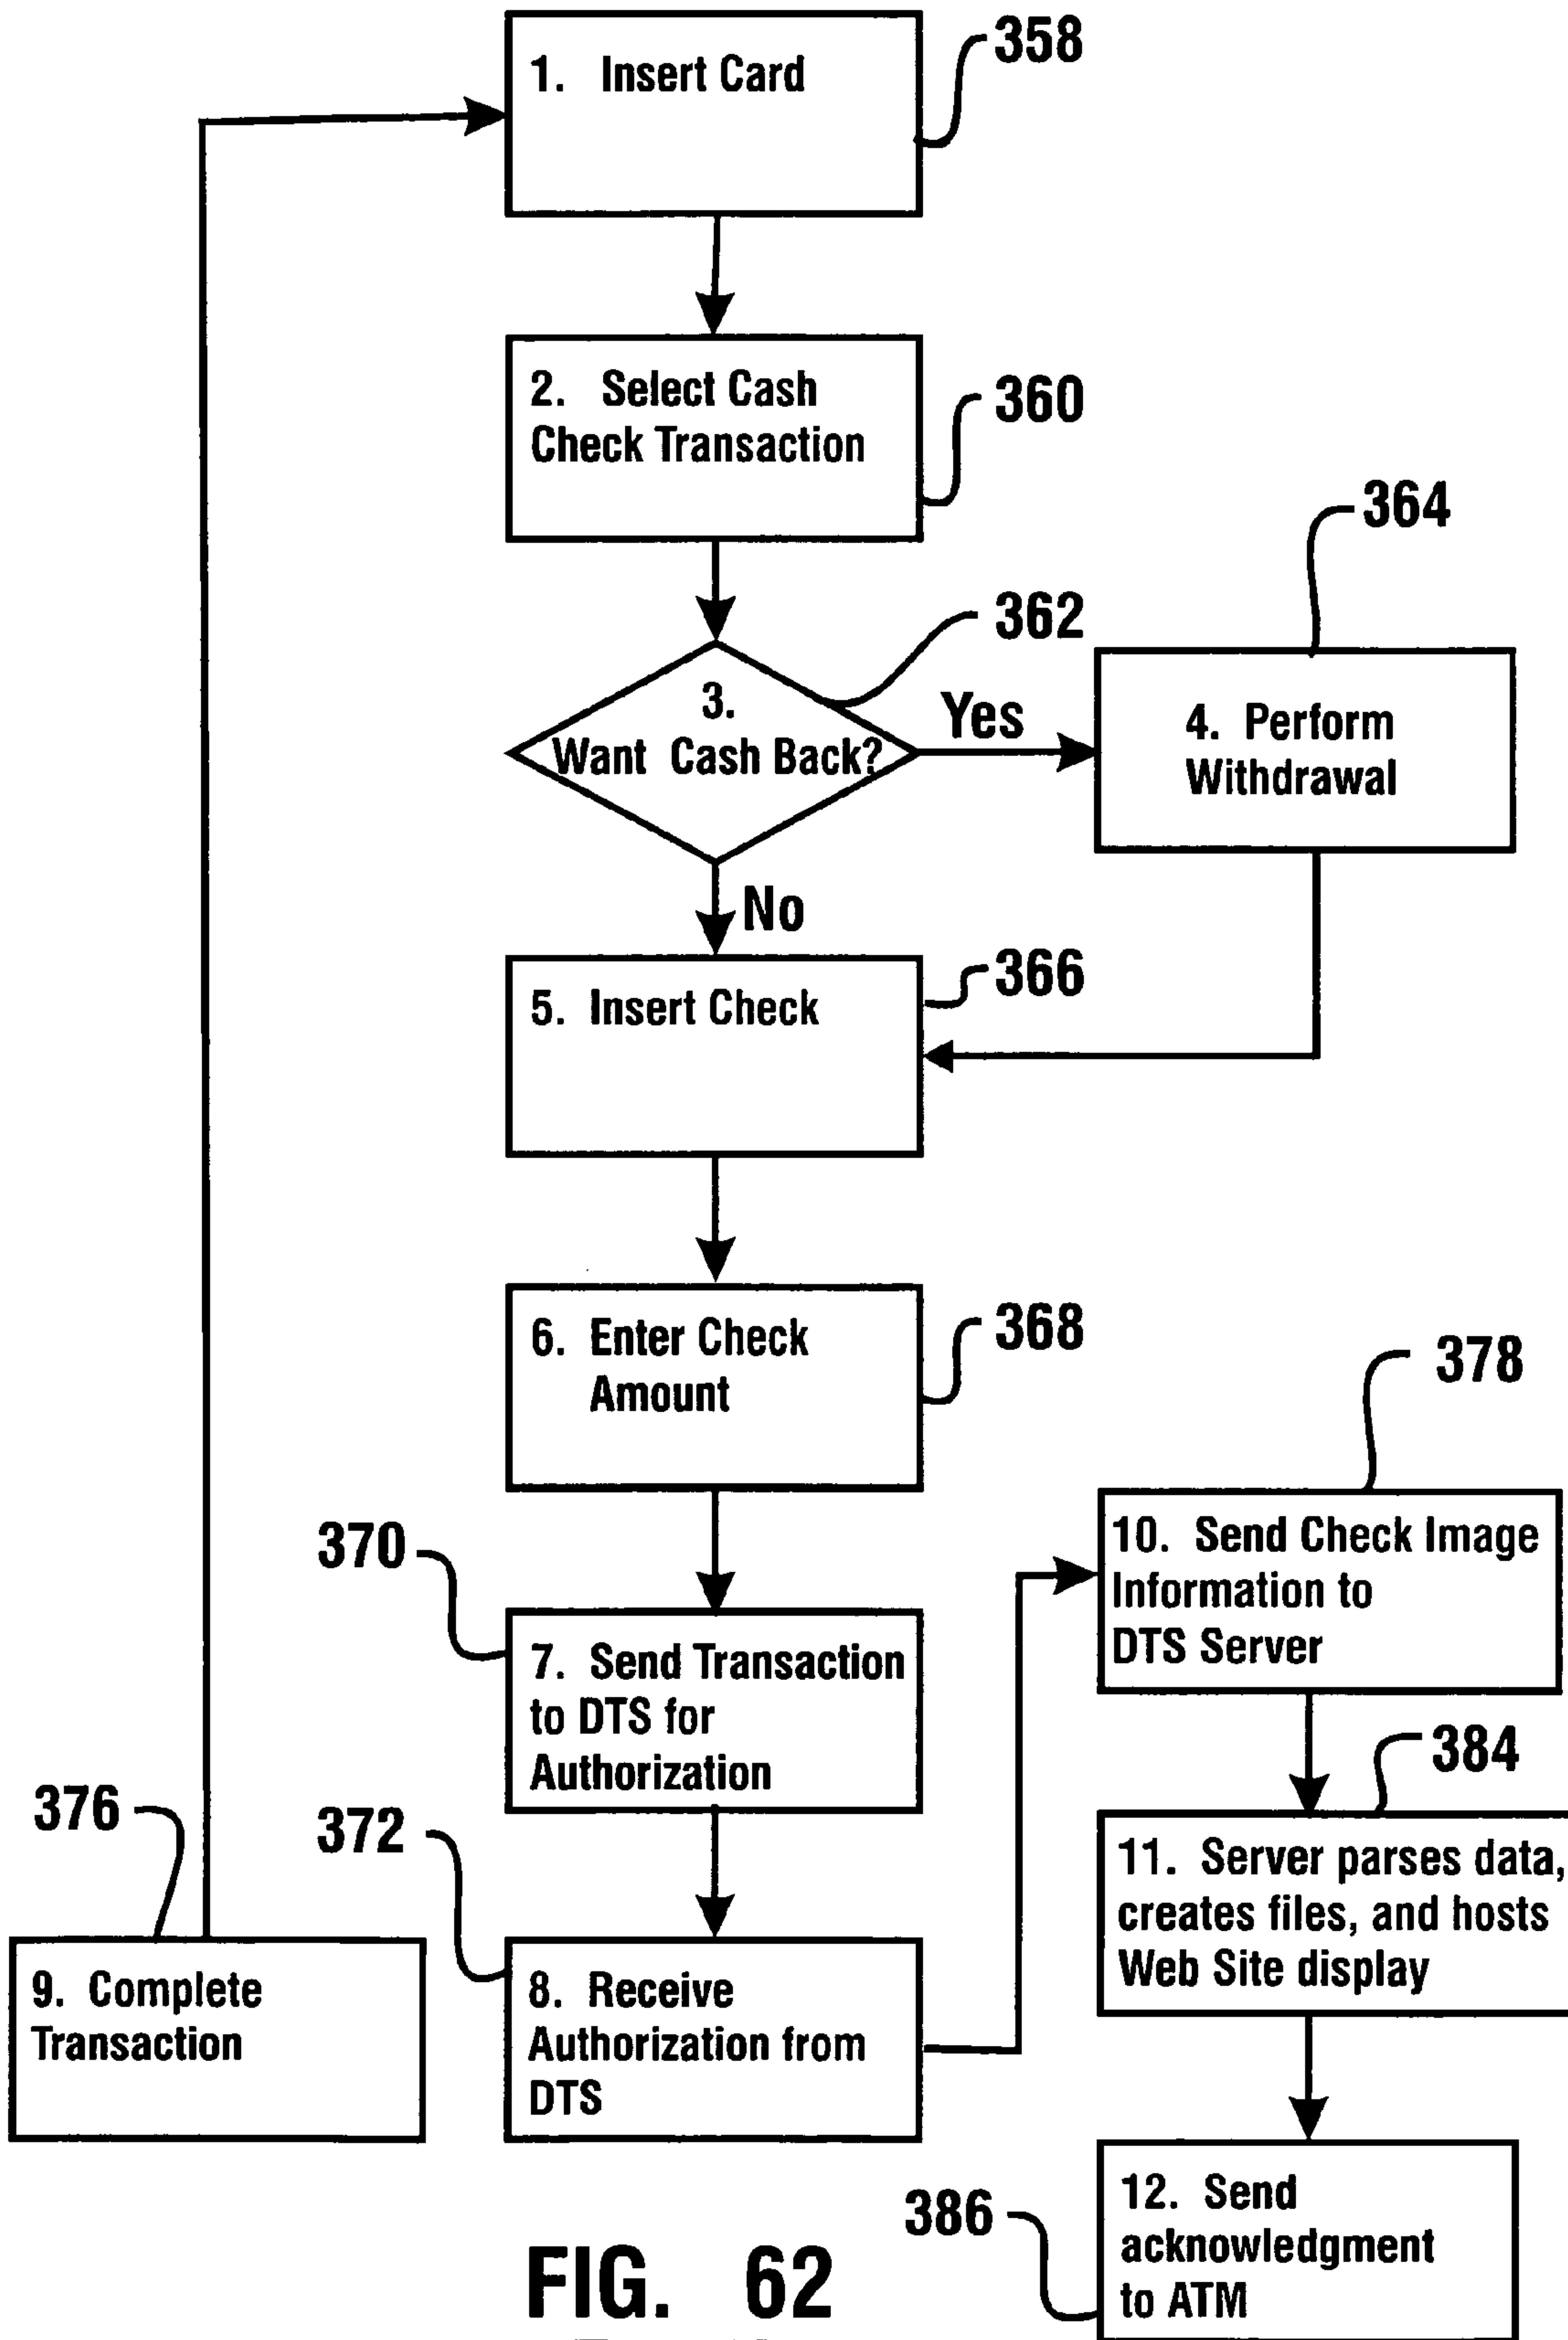 358
1. Insert Card
2. Select Cash
Check Transaction
360
364
362
3.
Want Cash Back?
Yes
4. Perform
Withdrawal
No
366
5. Insert Check
6. Enter Check
Amount
368
378
370
10. Send Check Image
Information to
DTS Server
7. Send Transaction
to DTS for
Authorization
384
376
372
11. Server parses data,
creates files, and hosts
Web Site display
9. Complete
Transaction
8. Receive
Authorization from
DTS
386
12. Send
acknowledgment
to ATM
FIG. 62